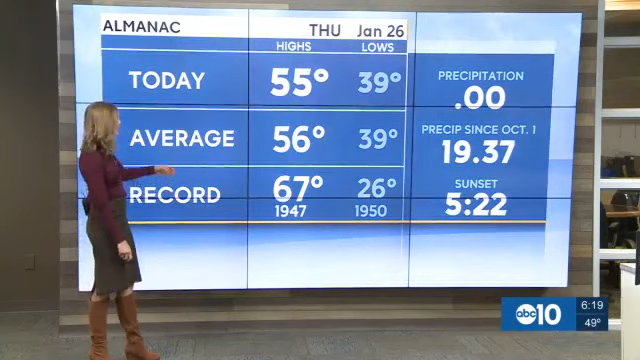 ALMANAC
THU Jan 26
HIGHS LOWS
TODAY 55° 39°
AVERAGE 56° 39°
RECORD 67° 26°
1947 1950
PRECIPITATION
.00
PRECIP SINCE OCT. 1
19.37
SUNSET
5:22
abc10 6:19
49°